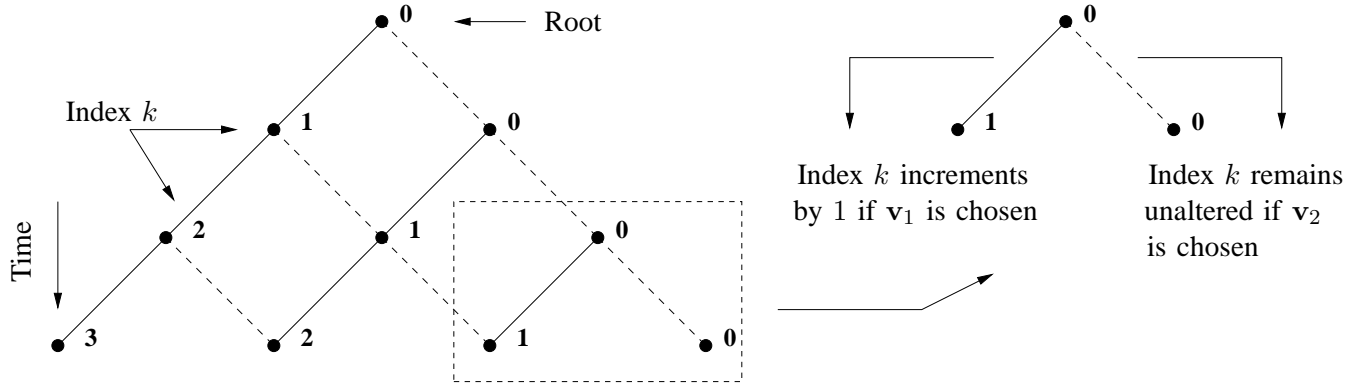 0
Root
Index k
1
0
2
1
0
Time
3
2
1
0
0
1
0
Index k increments
by 1 if v₁ is chosen
Index k remains
unaltered if v₂
is chosen